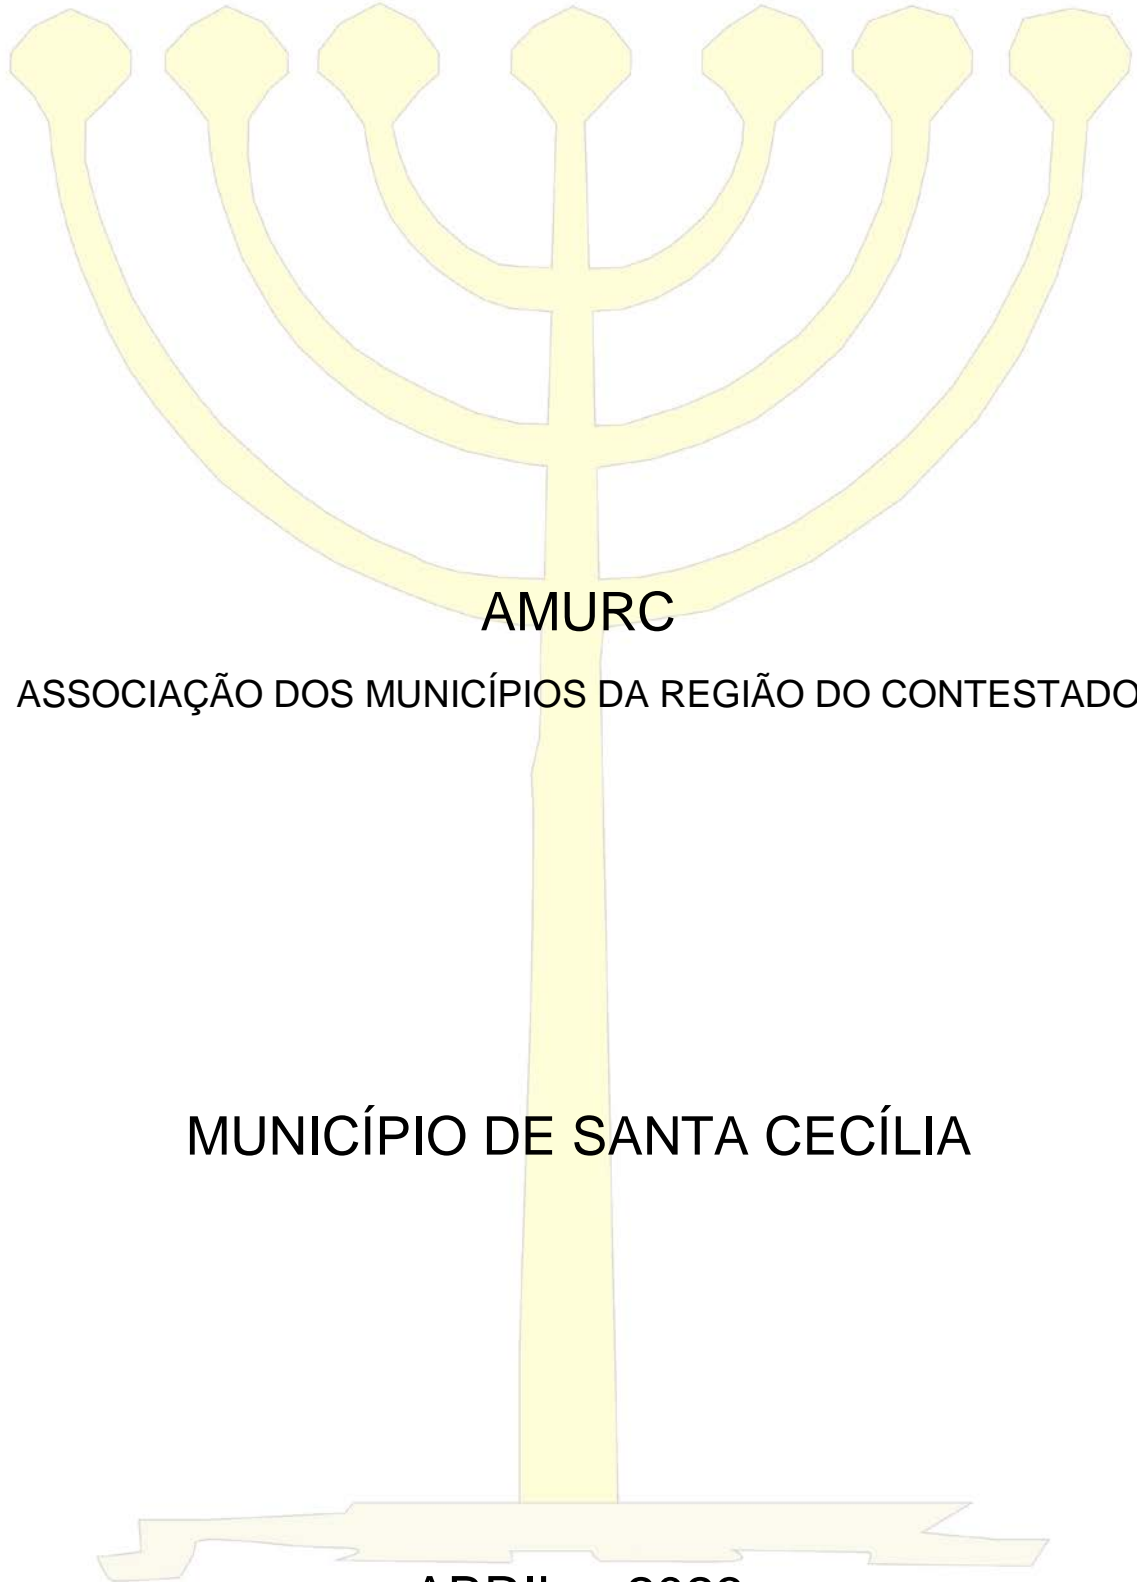 AMURC
ASSOCIAÇÃO DOS MUNICÍPIOS DA REGIÃO DO CONTESTADO
MUNICÍPIO DE SANTA CECÍLIA